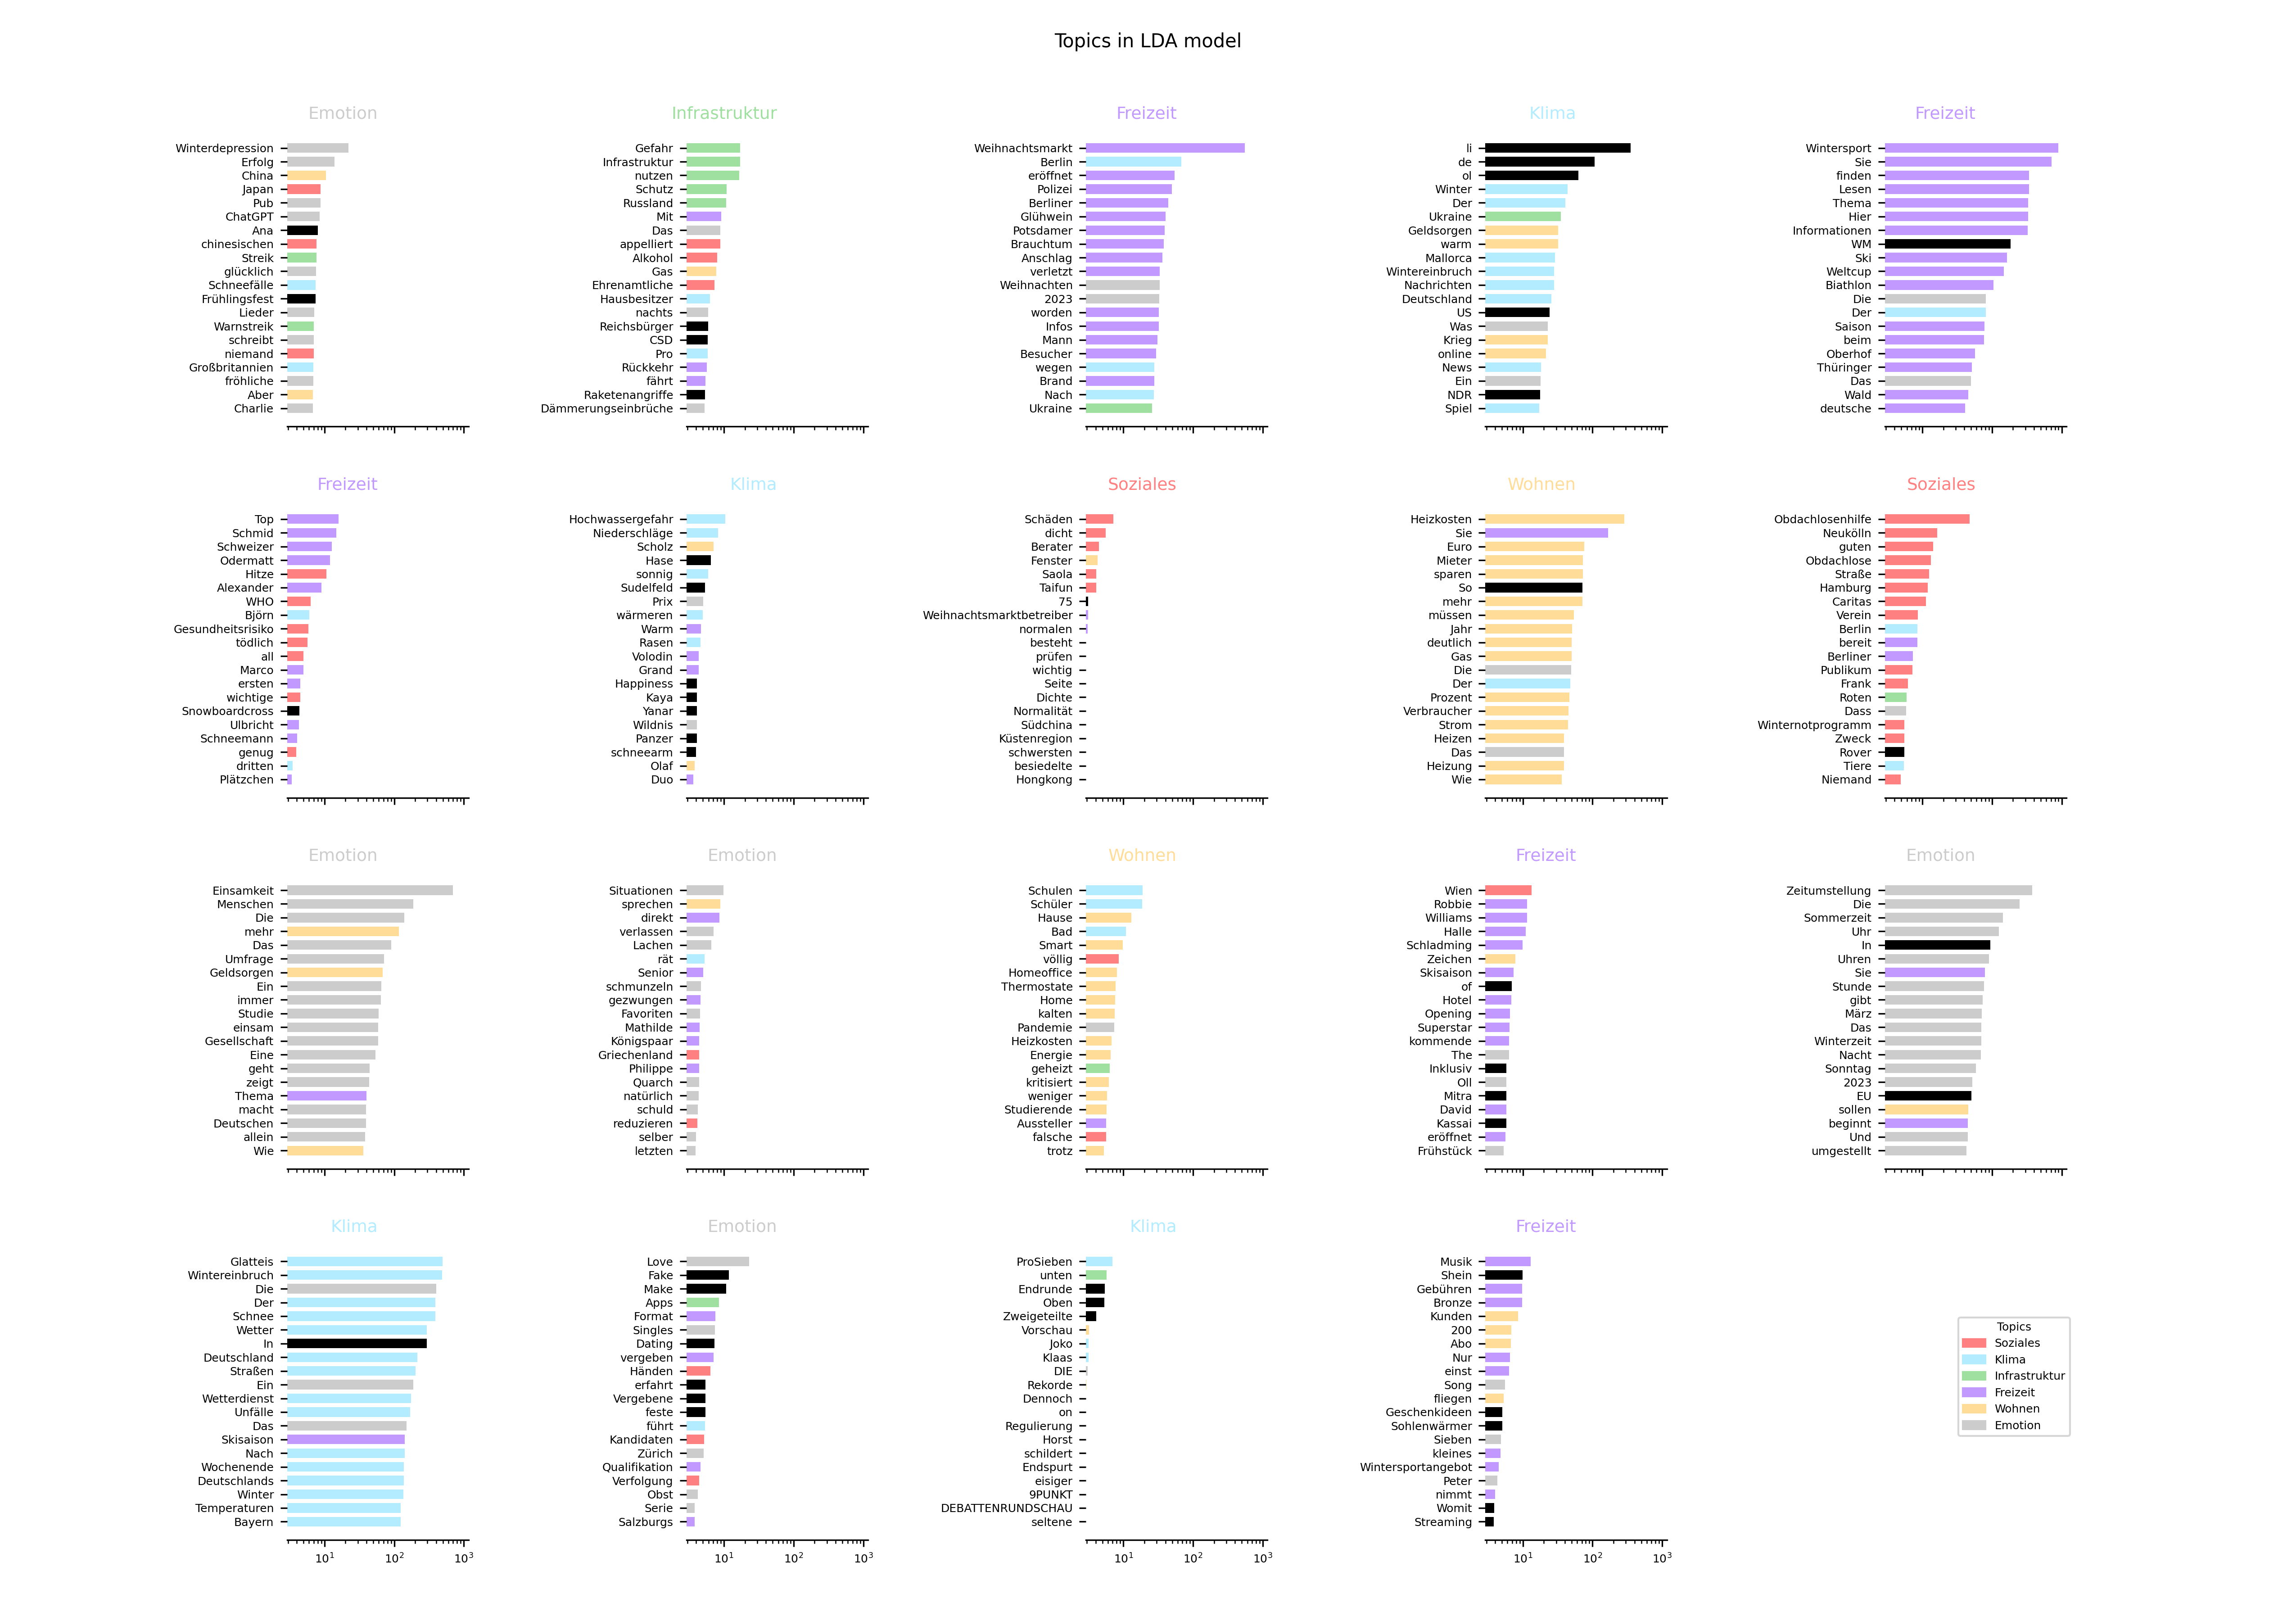 Topics in LDA model
Emotion
Winterdepression
Erfolg
China
Japan
Pub
ChatGPT
Ana
chinesischen
Streik
glücklich
Schneefälle
Frühlingsfest
Lieder
Warnstreik
schreibt
niemand
Großbritannien
fröhliche
Aber
Charlie
Infrastruktur
Gefahr
Infrastruktur
nutzen
Schutz
Russland
Mit
Das
appelliert
Alkohol
Gas
Ehrenamtliche
Hausbesitzer
nachts
Reichsbürger
CSD
Pro
Rückkehr
fährt
Raketenangriffe
Dämmerungseinbrüche
Freizeit
Weihnachtsmarkt
Berlin
eröffnet
Polizei
Berliner
Glühwein
Potsdamer
Brauchtum
Anschlag
verletzt
Weihnachten
2023
worden
Infos
Mann
Besucher
wegen
Brand
Nach
Ukraine
Klima
li
de
ol
Winter
Der
Ukraine
Geldsorgen
warm
Mallorca
Wintereinbruch
Nachrichten
Deutschland
US
Was
Krieg
online
News
Ein
NDR
Spiel
Freizeit
Wintersport
Sie
finden
Lesen
Thema
Hier
Informationen
WM
Ski
Weltcup
Biathlon
Die
Der
Saison
beim
Oberhof
Thüringer
Das
Wald
deutsche
Freizeit
Top
Schmid
Schweizer
Odermatt
Hitze
Alexander
WHO
Björn
Gesundheitsrisiko
tödlich
all
Marco
ersten
wichtige
Snowboardcross
Ulbricht
Schneemann
genug
dritten
Plätzchen
Klima
Hochwassergefahr
Niederschläge
Scholz
Hase
sonnig
Sudelfeld
Prix
wärmeren
Warm
Rasen
Volodin
Grand
Happiness
Kaya
Yanar
Wildnis
Panzer
schneearm
Olaf
Duo
Soziales
Schäden
dicht
Berater
Fenster
Saola
Taifun
75
Weihnachtsmarktbetreiber
normalen
besteht
prüfen
wichtig
Seite
Dichte
Normalität
Südchina
Küstenregion
schwersten
besiedelte
Hongkong
Wohnen
Heizkosten
Sie
Euro
Mieter
sparen
So
mehr
müssen
Jahr
deutlich
Gas
Die
Der
Prozent
Verbraucher
Strom
Heizen
Das
Heizung
Wie
Soziales
Obdachlosenhilfe
Neukölln
guten
Obdachlose
Straße
Hamburg
Caritas
Verein
Berlin
bereit
Berliner
Publikum
Frank
Roten
Dass
Winternotprogramm
Zweck
Rover
Tiere
Niemand
Emotion
Einsamkeit
Menschen
Die
mehr
Das
Umfrage
Geldsorgen
Ein
immer
Studie
einsam
Gesellschaft
Eine
geht
zeigt
Thema
macht
Deutschen
allein
Wie
Emotion
Situationen
sprechen
direkt
verlassen
Lachen
rät
Senior
schmunzeln
gezwungen
Favoriten
Mathilde
Königspaar
Griechenland
Philippe
Quarch
natürlich
schuld
reduzieren
selber
letzten
Wohnen
Schulen
Schüler
Hause
Bad
Smart
völlig
Homeoffice
Thermostate
Home
kalten
Pandemie
Heizkosten
Energie
geheizt
kritisiert
weniger
Studierende
Aussteller
falsche
trotz
Freizeit
Wien
Robbie
Williams
Halle
Schladming
Zeichen
Skisaison
of
Hotel
Opening
Superstar
kommende
The
Inklusiv
Oll
Mitra
David
Kassai
eröffnet
Frühstück
Emotion
Zeitumstellung
Die
Sommerzeit
Uhr
In
Uhren
Sie
Stunde
gibt
März
Das
Winterzeit
Nacht
Sonntag
2023
EU
sollen
beginnt
Und
umgestellt
Klima
Glatteis
Wintereinbruch
Die
Der
Schnee
Wetter
In
Deutschland
Straßen
Ein
Wetterdienst
Unfälle
Das
Skisaison
Nach
Wochenende
Deutschlands
Winter
Temperaturen
Bayern
10¹ 10² 10³
Emotion
Love
Fake
Make
Apps
Format
Singles
Dating
vergeben
Händen
erfahrt
Vergebene
feste
führt
Kandidaten
Zürich
Qualifikation
Verfolgung
Obst
Serie
Salzburgs
10¹ 10² 10³
Klima
ProSieben
unten
Endrunde
Oben
Zweigeteilte
Vorschau
Joko
Klaas
DIE
Rekorde
Dennoch
on
Regulierung
Horst
schildert
Endspurt
eisiger
9PUNKT
DEBATTENRUNDSCHAU
seltene
10¹ 10² 10³
Freizeit
Musik
Shein
Gebühren
Bronze
Kunden
200
Abo
Nur
einst
Song
fliegen
Geschenkideen
Sohlenwärmer
Sieben
kleines
Wintersportangebot
Peter
nimmt
Womit
Streaming
10¹ 10² 10³
Topics
Soziales
Klima
Infrastruktur
Freizeit
Wohnen
Emotion